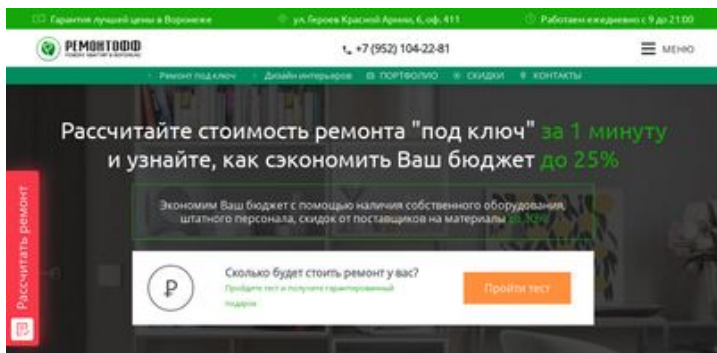 Гарантия лучшей цены в Воронеже
ул. Героев Красной Армии, 6, оф. 411
Работаем ежедневно с 9 до 21:00
РЕМОНТОФФ
+7 (952) 104-22-81
МЕНЮ
Ремонт под ключ
Дизайн интерьеров
ПОРТФОЛИО
СКИДКИ
КОНТАКТЫ
Рассчитайте стоимость ремонта "под ключ" за 1 минуту
и узнайте, как сэкономить Ваш бюджет до 25%
Экономим Ваш бюджет с помощью наличия собственного оборудования,
штатного персонала, скидок от поставщиков на материалы
Рассчитать ремонт
Сколько будет стоить ремонт у вас?
Пройдите тест и получите гарантированный
подарок
Пройти тест